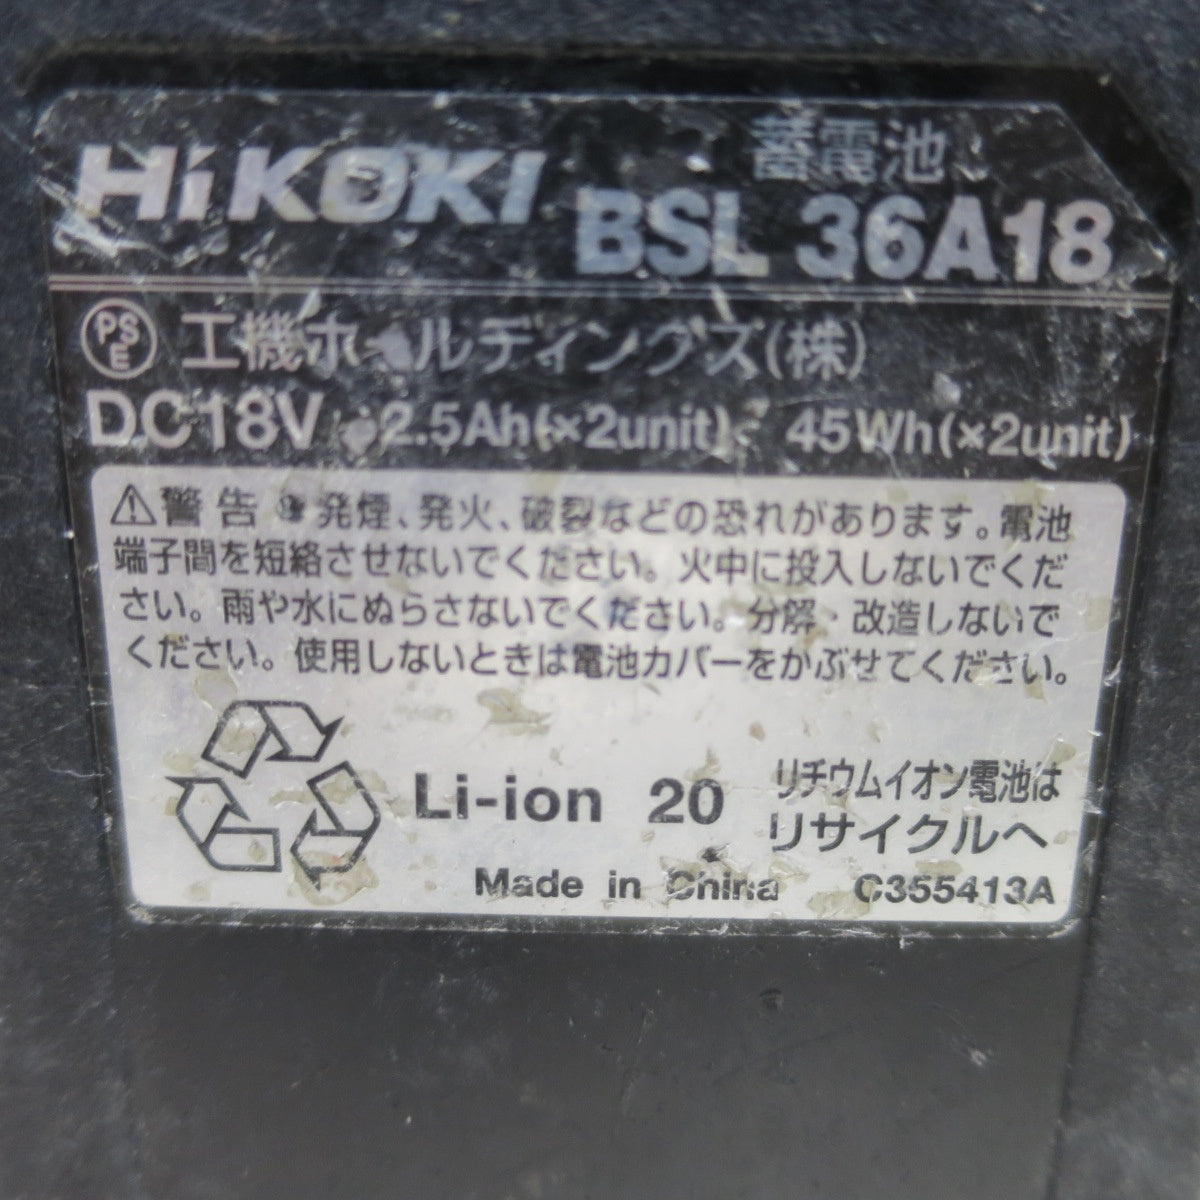 HiKOKI
蓄電池
BSL 36A18
PSE 工機ホールディングス(株)
DC18V 2.5Ah(×2unit) 45Wh(×2unit)
⚠警告 発煙、発火、破裂などの恐れがあります。電池
端子間を短絡させないでください。火中に投入しないでくだ
さい。雨や水にぬらさないでください。分解・改造しないで
ください。使用しないときは電池カバーをかぶせてください。
Li-ion 20
リチウムイオン電池は
リサイクルへ
Made in China C355413A